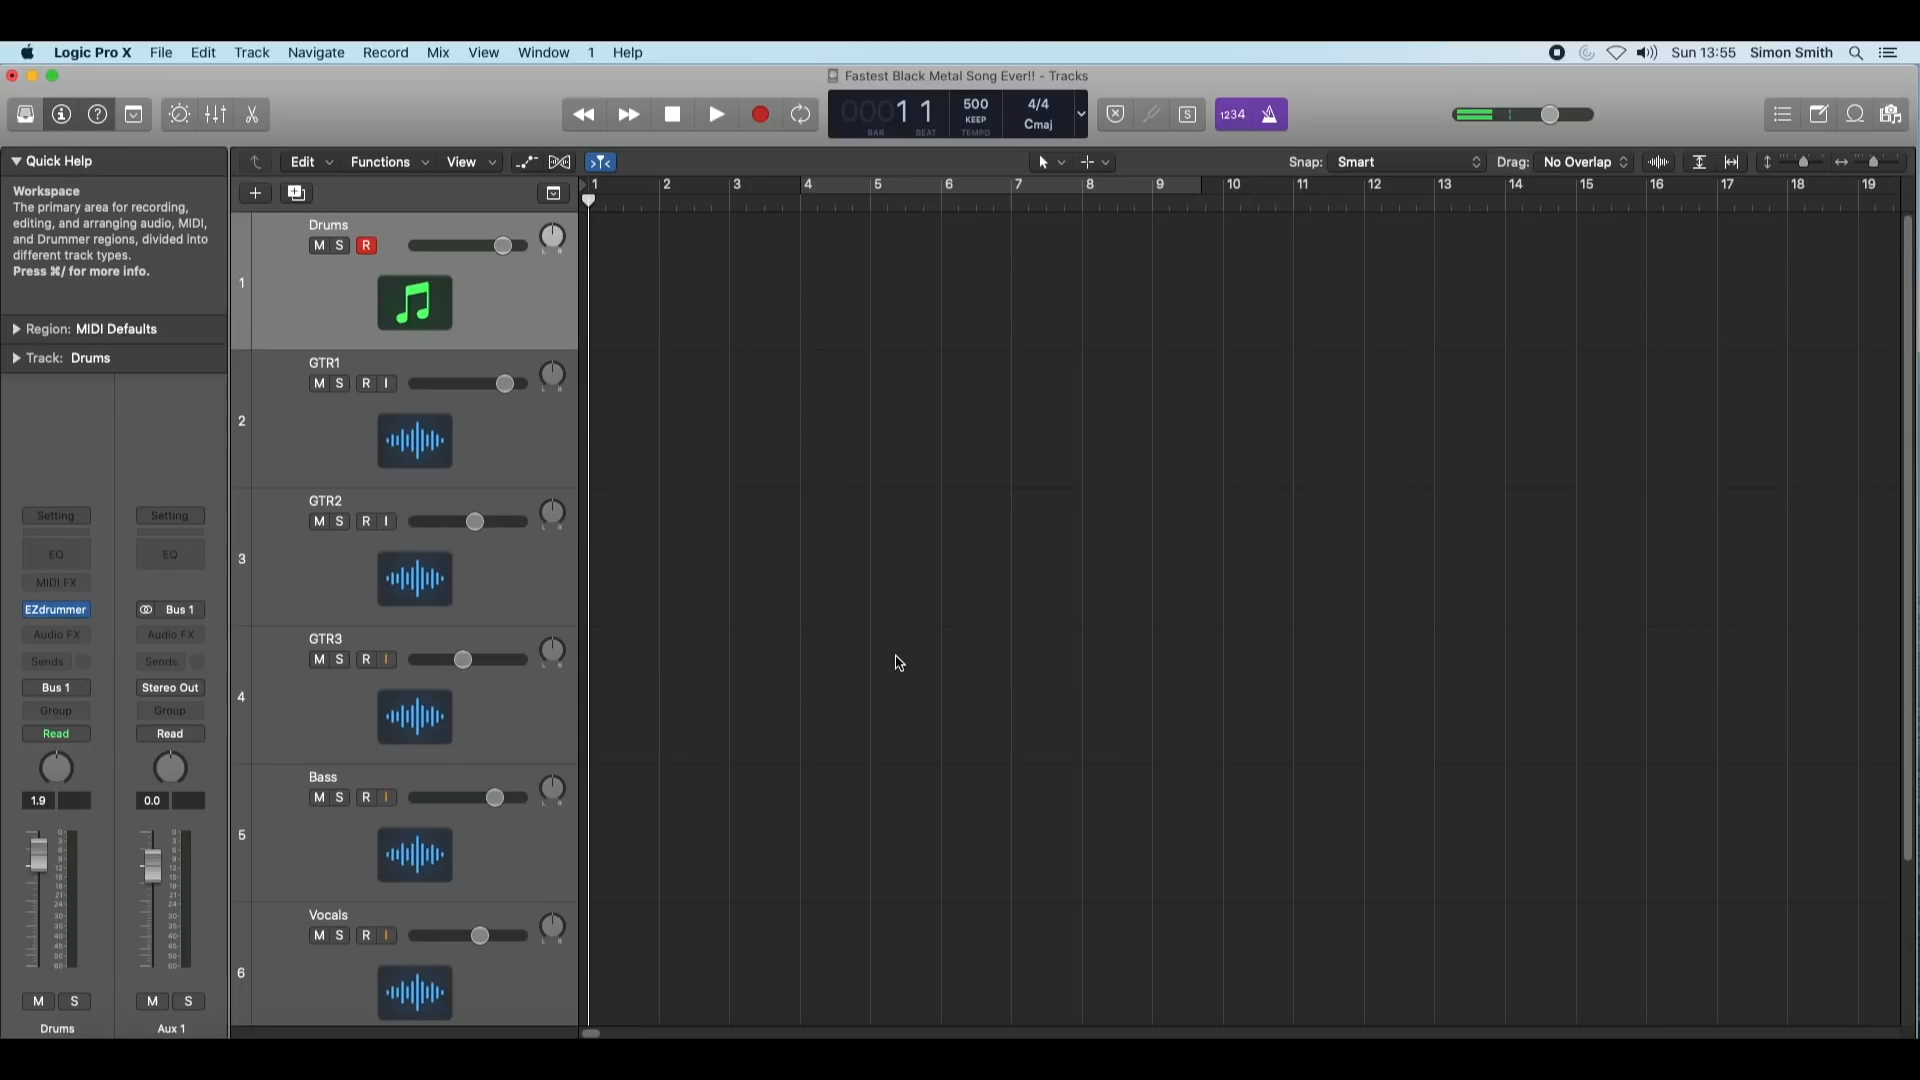 Logic Pro X File Edit Track Navigate Record Mix View Window 1 Help Sun 13:55 Simon Smith
Fastest Black Metal Song Ever!! - Tracks
00011 1 500 KEEP TEMPO 4/4 Cmaj BAR BEAT S 1234
Quick Help
Edit Functions View Snap: Smart Drag: No Overlap
Workspace
The primary area for recording,
editing, and arranging audio, MIDI,
and Drummer regions, divided into
different track types.
Press ⌘/ for more info.
1 2 3 4 5 6 7 8 9 10 11 12 13 14 15 16 17 18 19
Region: MIDI Defaults
Track: Drums
1 Drums
M S R
2 GTR1
M S R I
3 GTR2
M S R I
4 GTR3
M S R I
5 Bass
M S R I
6 Vocals
M S R I
Setting Setting
EQ EQ
MIDI FX
EZdrummer Bus 1
Audio FX Audio FX
Sends Sends
Bus 1 Stereo Out
Group Group
Read Read
1.9 0.0
M S M S
Drums Aux 1